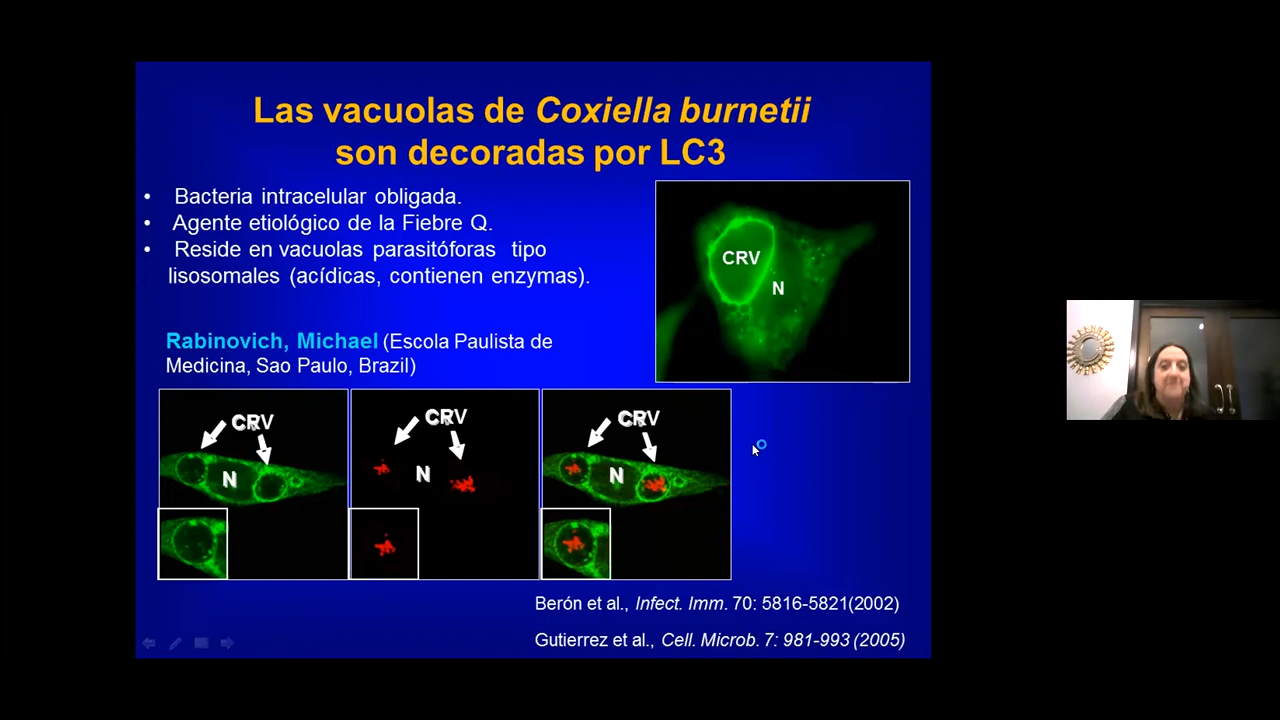 Las vacuolas de Coxiella burnetii
son decoradas por LC3
• Bacteria intracelular obligada.
• Agente etiológico de la Fiebre Q.
• Reside en vacuolas parasitóforas tipo
lisosomales (acídicas, contienen enzymas).
CRV
N
Rabinovich, Michael (Escola Paulista de
Medicina, Sao Paulo, Brazil)
CRV
N
CRV
N
CRV
N
Berón et al., Infect. Imm. 70: 5816-5821(2002)
Gutierrez et al., Cell. Microb. 7: 981-993 (2005)